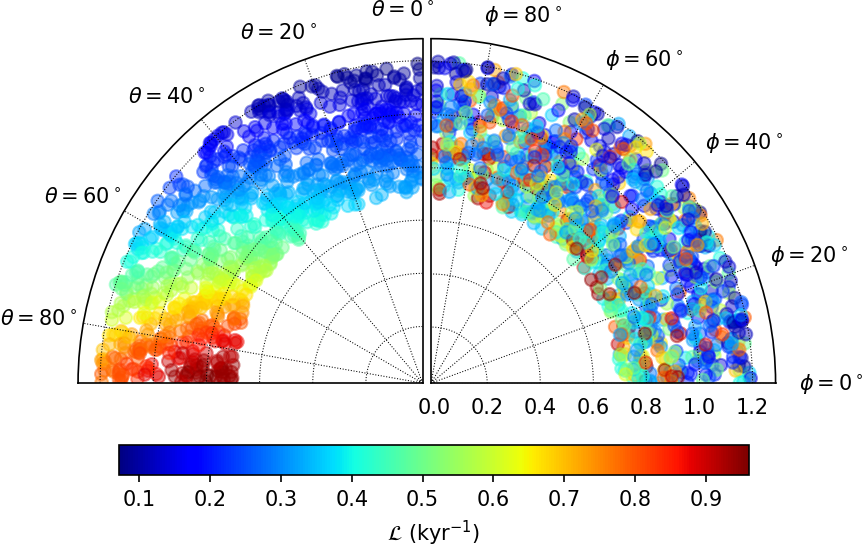 θ = 0°
θ = 20°
θ = 40°
θ = 60°
θ = 80°
ϕ = 80°
ϕ = 60°
ϕ = 40°
ϕ = 20°
ϕ = 0°
0.0 0.2 0.4 0.6 0.8 1.0 1.2
0.1 0.2 0.3 0.4 0.5 0.6 0.7 0.8 0.9
ℒ (kyr⁻¹)